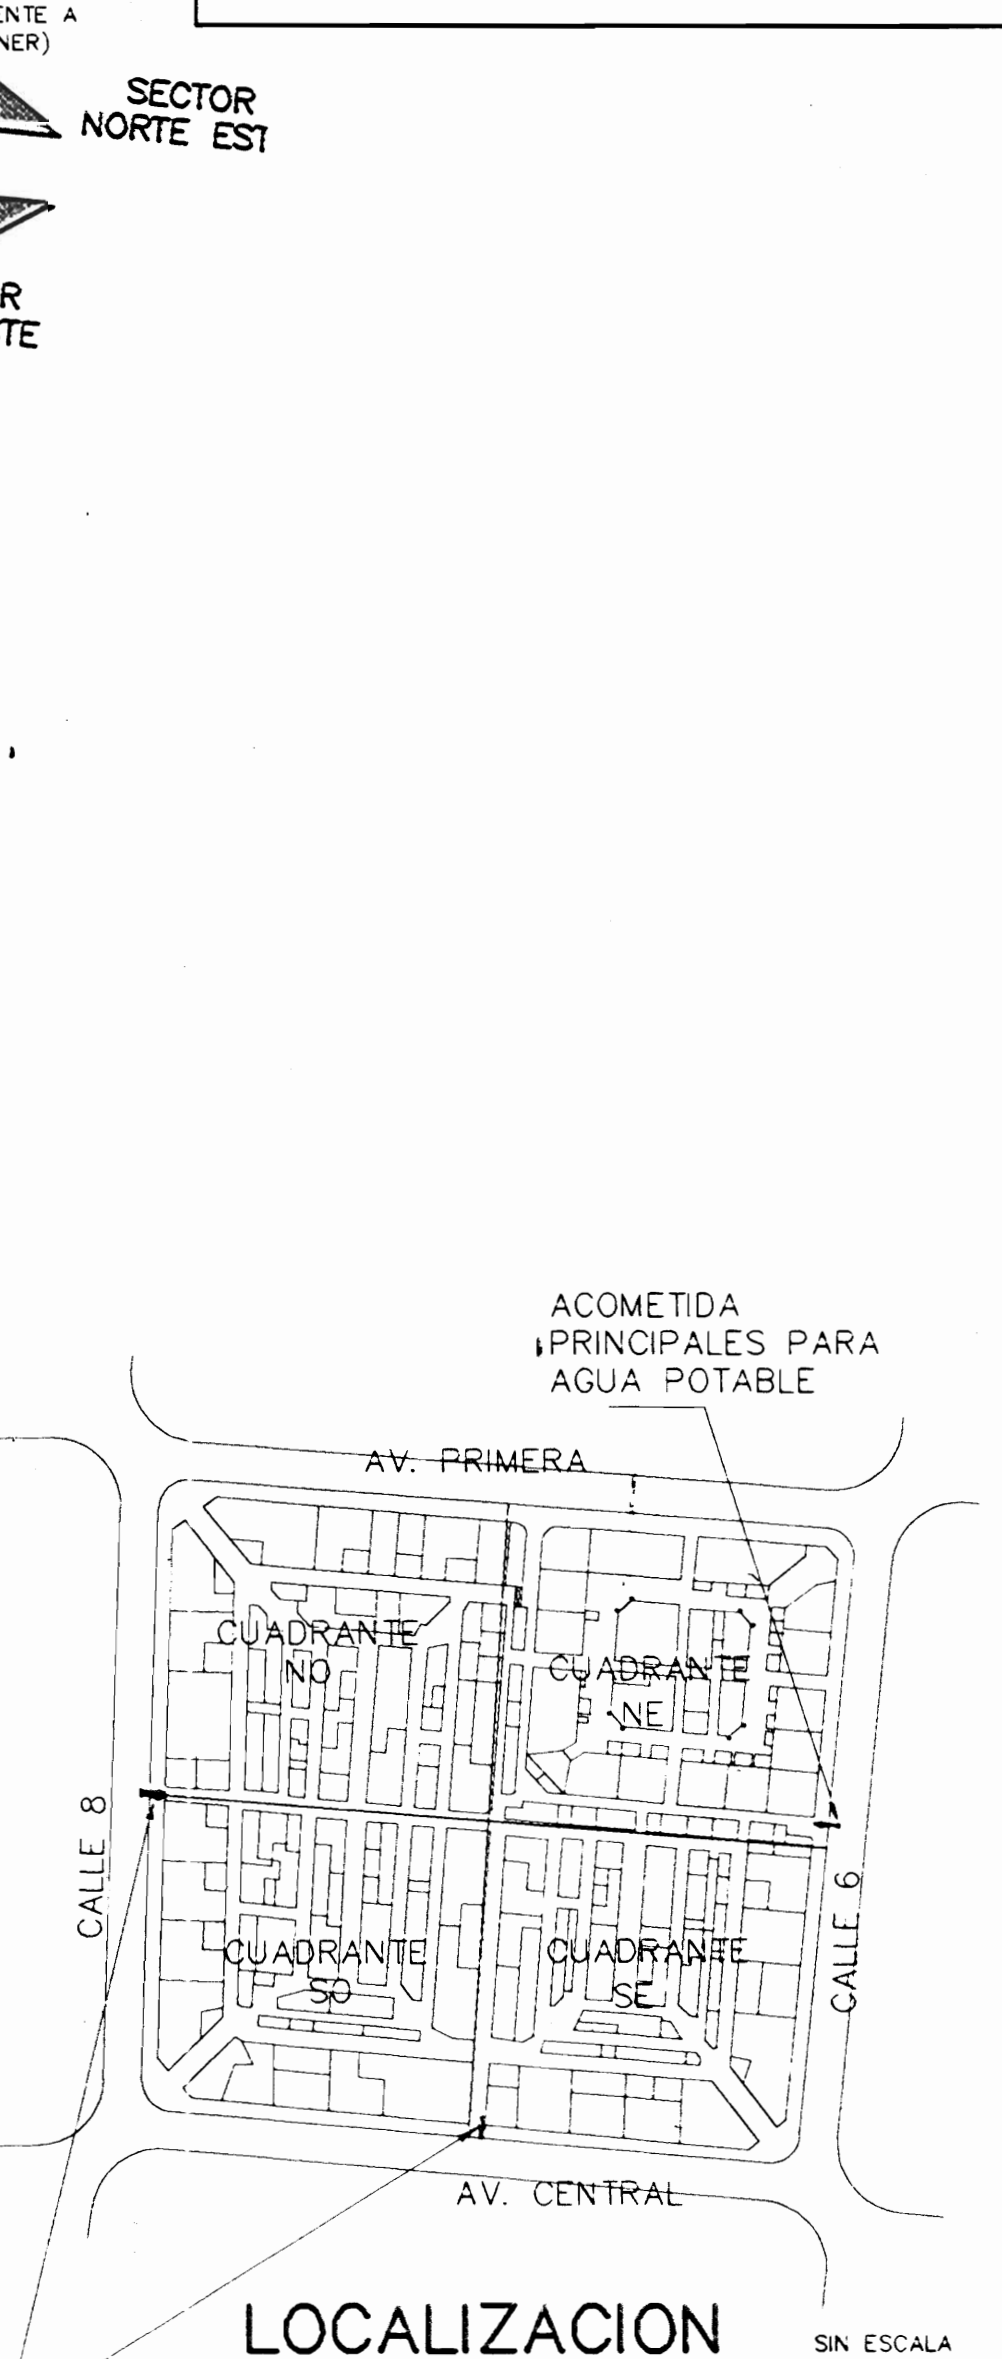 ENTE A
NER)
SECTOR
NORTE EST
R
TE
ACOMETIDA
PRINCIPALES PARA
AGUA POTABLE
AV. PRIMERA
CUADRANTE
NO
CUADRANTE
NE
CALLE 8
CALLE 6
CUADRANTE
SO
CUADRANTE
SE
AV. CENTRAL
LOCALIZACION
SIN ESCALA